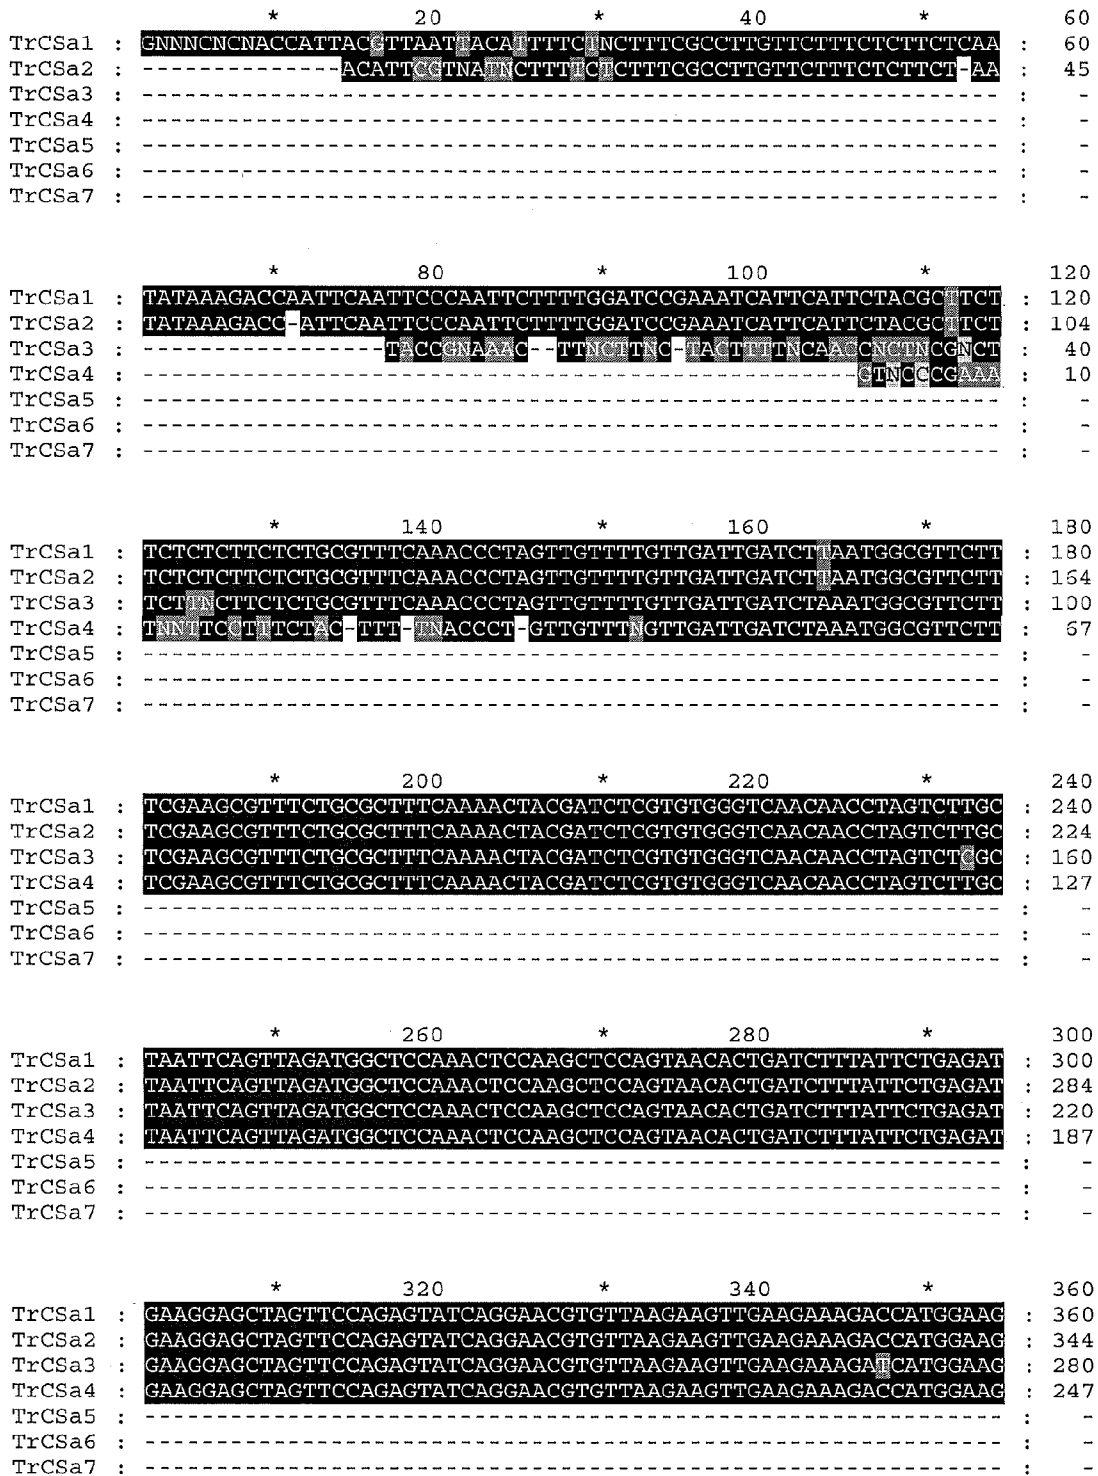 * 20 * 40 * 60
TrCSa1 : GNNNCNCNACCATTACGTTAATTACATTTTCTNCTTTCGCCTTGTTCTTTCTCTTCTCAA : 60
TrCSa2 : --------------ACATTCGTNATNCTTTTCTCTTTCGCCTTGTTCTTTCTCTTCT-AA : 45
TrCSa3 : ------------------------------------------------------------ : -
TrCSa4 : ------------------------------------------------------------ : -
TrCSa5 : ------------------------------------------------------------ : -
TrCSa6 : ------------------------------------------------------------ : -
TrCSa7 : ------------------------------------------------------------ : -
* 80 * 100 * 120
TrCSa1 : TATAAAGACCAATTCAATTCCCAATTCTTTTGGATCCGAAATCATTCATTCTACGCTTCT : 120
TrCSa2 : TATAAAGACC-ATTCAATTCCCAATTCTTTTGGATCCGAAATCATTCATTCTACGCTTCT : 104
TrCSa3 : -----------------TACCGNAAAC--TTNCTTNC-TACTTTTNCAACCNCTNCGNCT : 40
TrCSa4 : --------------------------------------------------GTNCCCGAAA : 10
TrCSa5 : ------------------------------------------------------------ : -
TrCSa6 : ------------------------------------------------------------ : -
TrCSa7 : ------------------------------------------------------------ : -
* 140 * 160 * 180
TrCSa1 : TCTCTCTTCTCTGCGTTTCAAACCCTAGTTGTTTTGTTGATTGATCTTAATGGCGTTCTT : 180
TrCSa2 : TCTCTCTTCTCTGCGTTTCAAACCCTAGTTGTTTTGTTGATTGATCTTAATGGCGTTCTT : 164
TrCSa3 : TCTTNCTTCTCTGCGTTTCAAACCCTAGTTGTTTTGTTGATTGATCTAAATGGCGTTCTT : 100
TrCSa4 : TNNTTCCTTTCTAC-TTT-TNACCCT-GTTGTTTNGTTGATTGATCTAAATGGCGTTCTT : 67
TrCSa5 : ------------------------------------------------------------ : -
TrCSa6 : ------------------------------------------------------------ : -
TrCSa7 : ------------------------------------------------------------ : -
* 200 * 220 * 240
TrCSa1 : TCGAAGCGTTTCTGCGCTTTCAAAACTACGATCTCGTGTGGGTCAACAACCTAGTCTTGC : 240
TrCSa2 : TCGAAGCGTTTCTGCGCTTTCAAAACTACGATCTCGTGTGGGTCAACAACCTAGTCTTGC : 224
TrCSa3 : TCGAAGCGTTTCTGCGCTTTCAAAACTACGATCTCGTGTGGGTCAACAACCTAGTCTCGC : 160
TrCSa4 : TCGAAGCGTTTCTGCGCTTTCAAAACTACGATCTCGTGTGGGTCAACAACCTAGTCTTGC : 127
TrCSa5 : ------------------------------------------------------------ : -
TrCSa6 : ------------------------------------------------------------ : -
TrCSa7 : ------------------------------------------------------------ : -
* 260 * 280 * 300
TrCSa1 : TAATTCAGTTAGATGGCTCCAAACTCCAAGCTCCAGTAACACTGATCTTTATTCTGAGAT : 300
TrCSa2 : TAATTCAGTTAGATGGCTCCAAACTCCAAGCTCCAGTAACACTGATCTTTATTCTGAGAT : 284
TrCSa3 : TAATTCAGTTAGATGGCTCCAAACTCCAAGCTCCAGTAACACTGATCTTTATTCTGAGAT : 220
TrCSa4 : TAATTCAGTTAGATGGCTCCAAACTCCAAGCTCCAGTAACACTGATCTTTATTCTGAGAT : 187
TrCSa5 : ------------------------------------------------------------ : -
TrCSa6 : ------------------------------------------------------------ : -
TrCSa7 : ------------------------------------------------------------ : -
* 320 * 340 * 360
TrCSa1 : GAAGGAGCTAGTTCCAGAGTATCAGGAACGTGTTAAGAAGTTGAAGAAAGACCATGGAAG : 360
TrCSa2 : GAAGGAGCTAGTTCCAGAGTATCAGGAACGTGTTAAGAAGTTGAAGAAAGACCATGGAAG : 344
TrCSa3 : GAAGGAGCTAGTTCCAGAGTATCAGGAACGTGTTAAGAAGTTGAAGAAAGATCATGGAAG : 280
TrCSa4 : GAAGGAGCTAGTTCCAGAGTATCAGGAACGTGTTAAGAAGTTGAAGAAAGACCATGGAAG : 247
TrCSa5 : ------------------------------------------------------------ : -
TrCSa6 : ------------------------------------------------------------ : -
TrCSa7 : ------------------------------------------------------------ : -